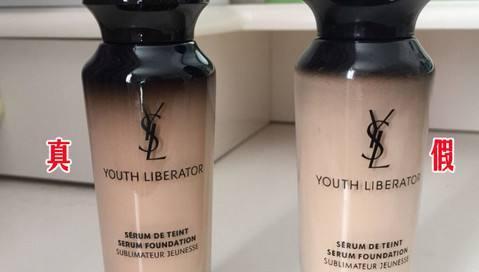 YSL
YOUTH LIBERATOR
SÉRUM DE TEINT
SERUM FOUNDATION
SUBLIMATEUR JEUNESSE
真
YSL
YOUTH LIBERATOR
SÉRUM DE TEINT
SERUM FOUNDATION
SUBLIMATEUR JEUNESSE
假